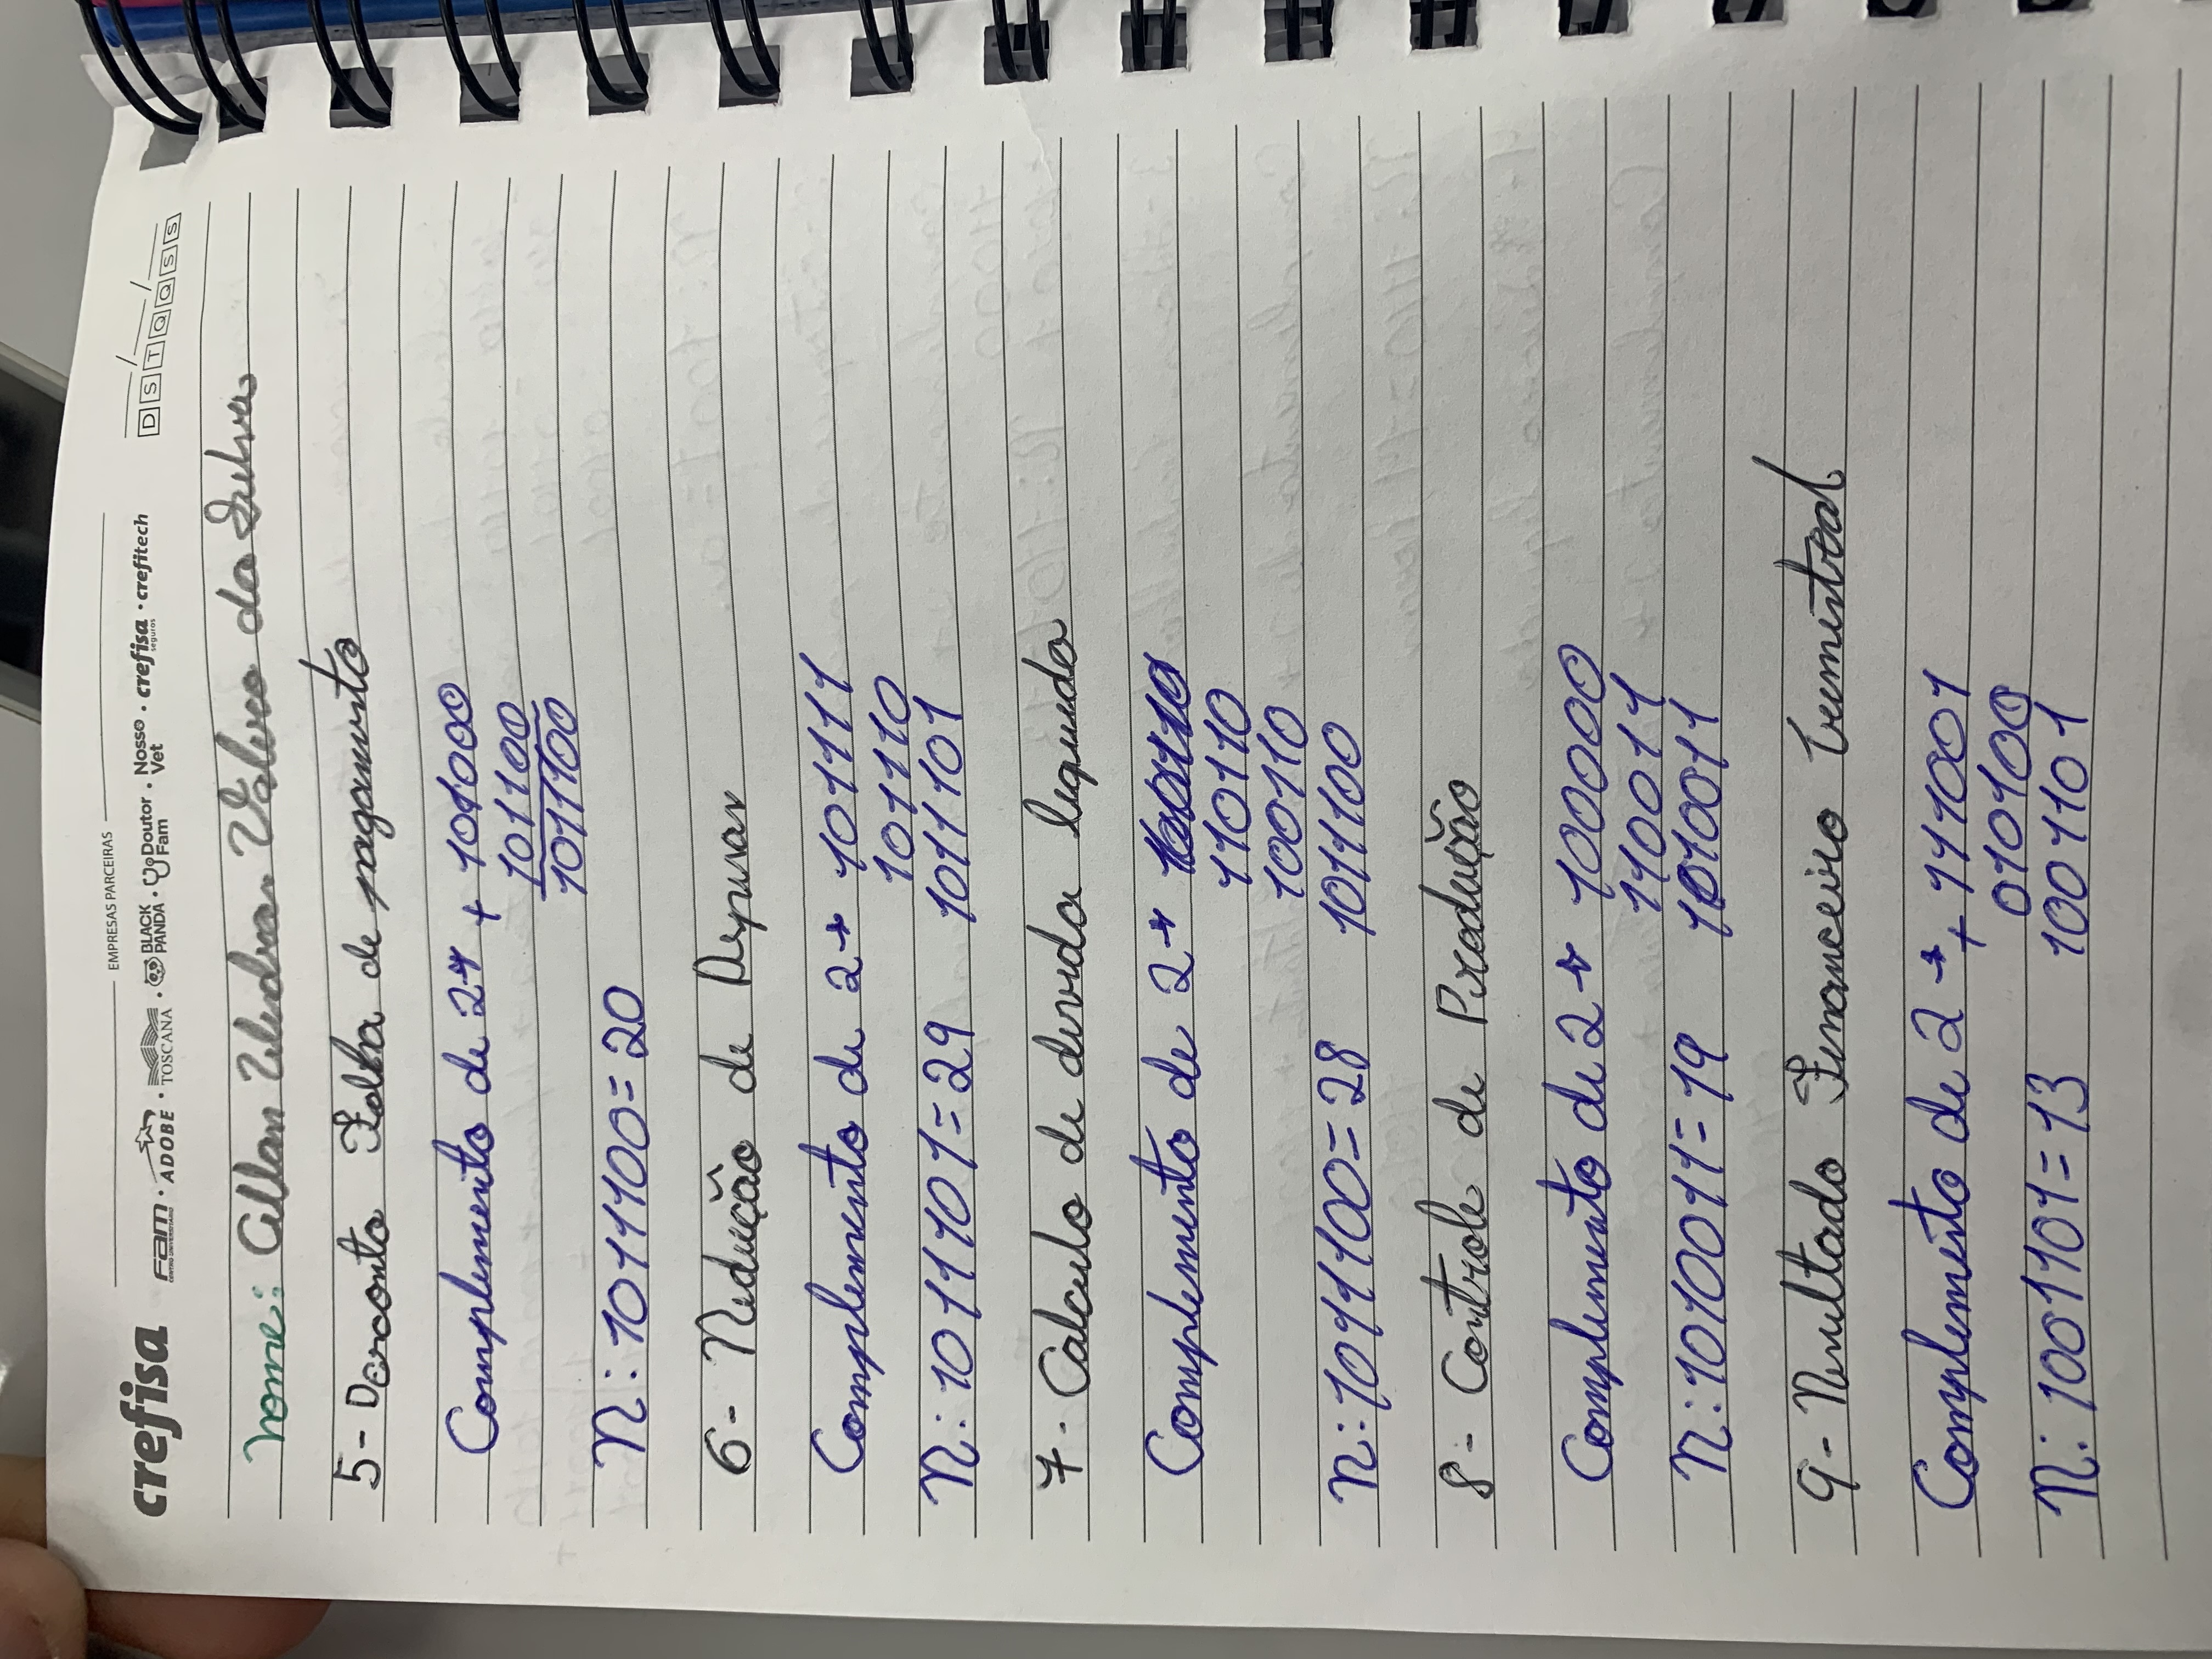 EMPRESAS PARCEIRAS
crefisa
Fam CENTRO UNIVERSITÁRIO · ADOBE · TOSCANA · BLACK PANDA · Doutor Fam · Nosso Vet · crefisa seguros · crefitech
D S T Q Q S S
nome: Allan da Silva
5- Desconto Folha de pagamento
Complemento de 2→ + 101000
101100
1011100
R: 1011100=20
6- Redução de Despesas
Complemento de 2→ 101111
101110
R: 1011101=29 1011101
7- Calculo de divida liquida
Complemento de 2→
110110
100110
R: 1011100=28 1011100
8- Controle de Produção
Complemento de 2→ 100000
110011
R: 1010011=19 1010011
9- Resultado Financeiro trimestral
Complemento de 2→ + 111001
010100
R: 1001101=13 1001101